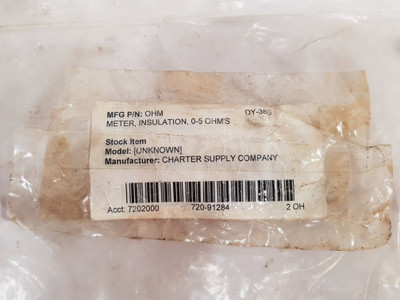 MFG P/N: OHM DY-385
METER, INSULATION, 0-5 OHM'S
Stock Item
Model: [UNKNOWN]
Manufacturer: CHARTER SUPPLY COMPANY
Acct: 7202000 720-91284 2 OH